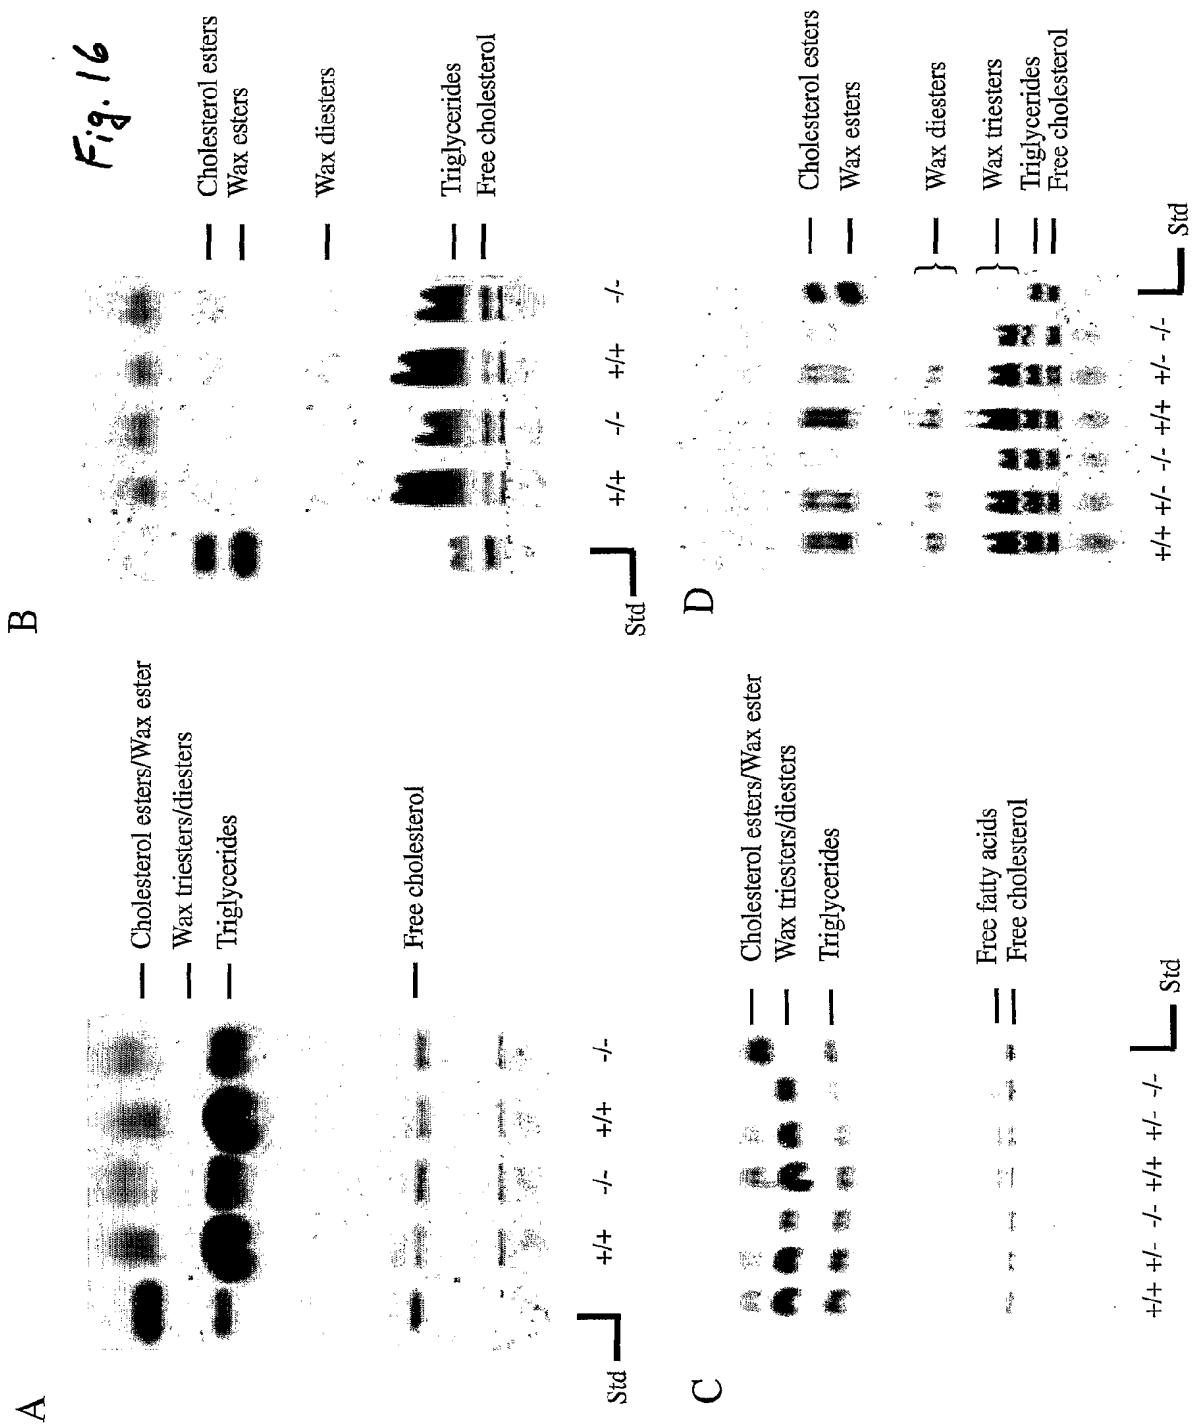 Fig. 16
A
Cholesterol esters/Wax ester
Wax triesters/diesters
Triglycerides
Free cholesterol
Std
+/+ -/- +/+ -/-
B
Cholesterol esters
Wax esters
Wax diesters
Triglycerides
Free cholesterol
Std
+/+ -/- +/+ -/-
C
Cholesterol esters/Wax ester
Wax triesters/diesters
Triglycerides
Free fatty acids
Free cholesterol
+/+ +/- -/- +/+ +/- -/-
Std
D
Cholesterol esters
Wax esters
Wax diesters
Wax triesters
Triglycerides
Free cholesterol
+/+ +/- -/- +/+ +/- -/-
Std